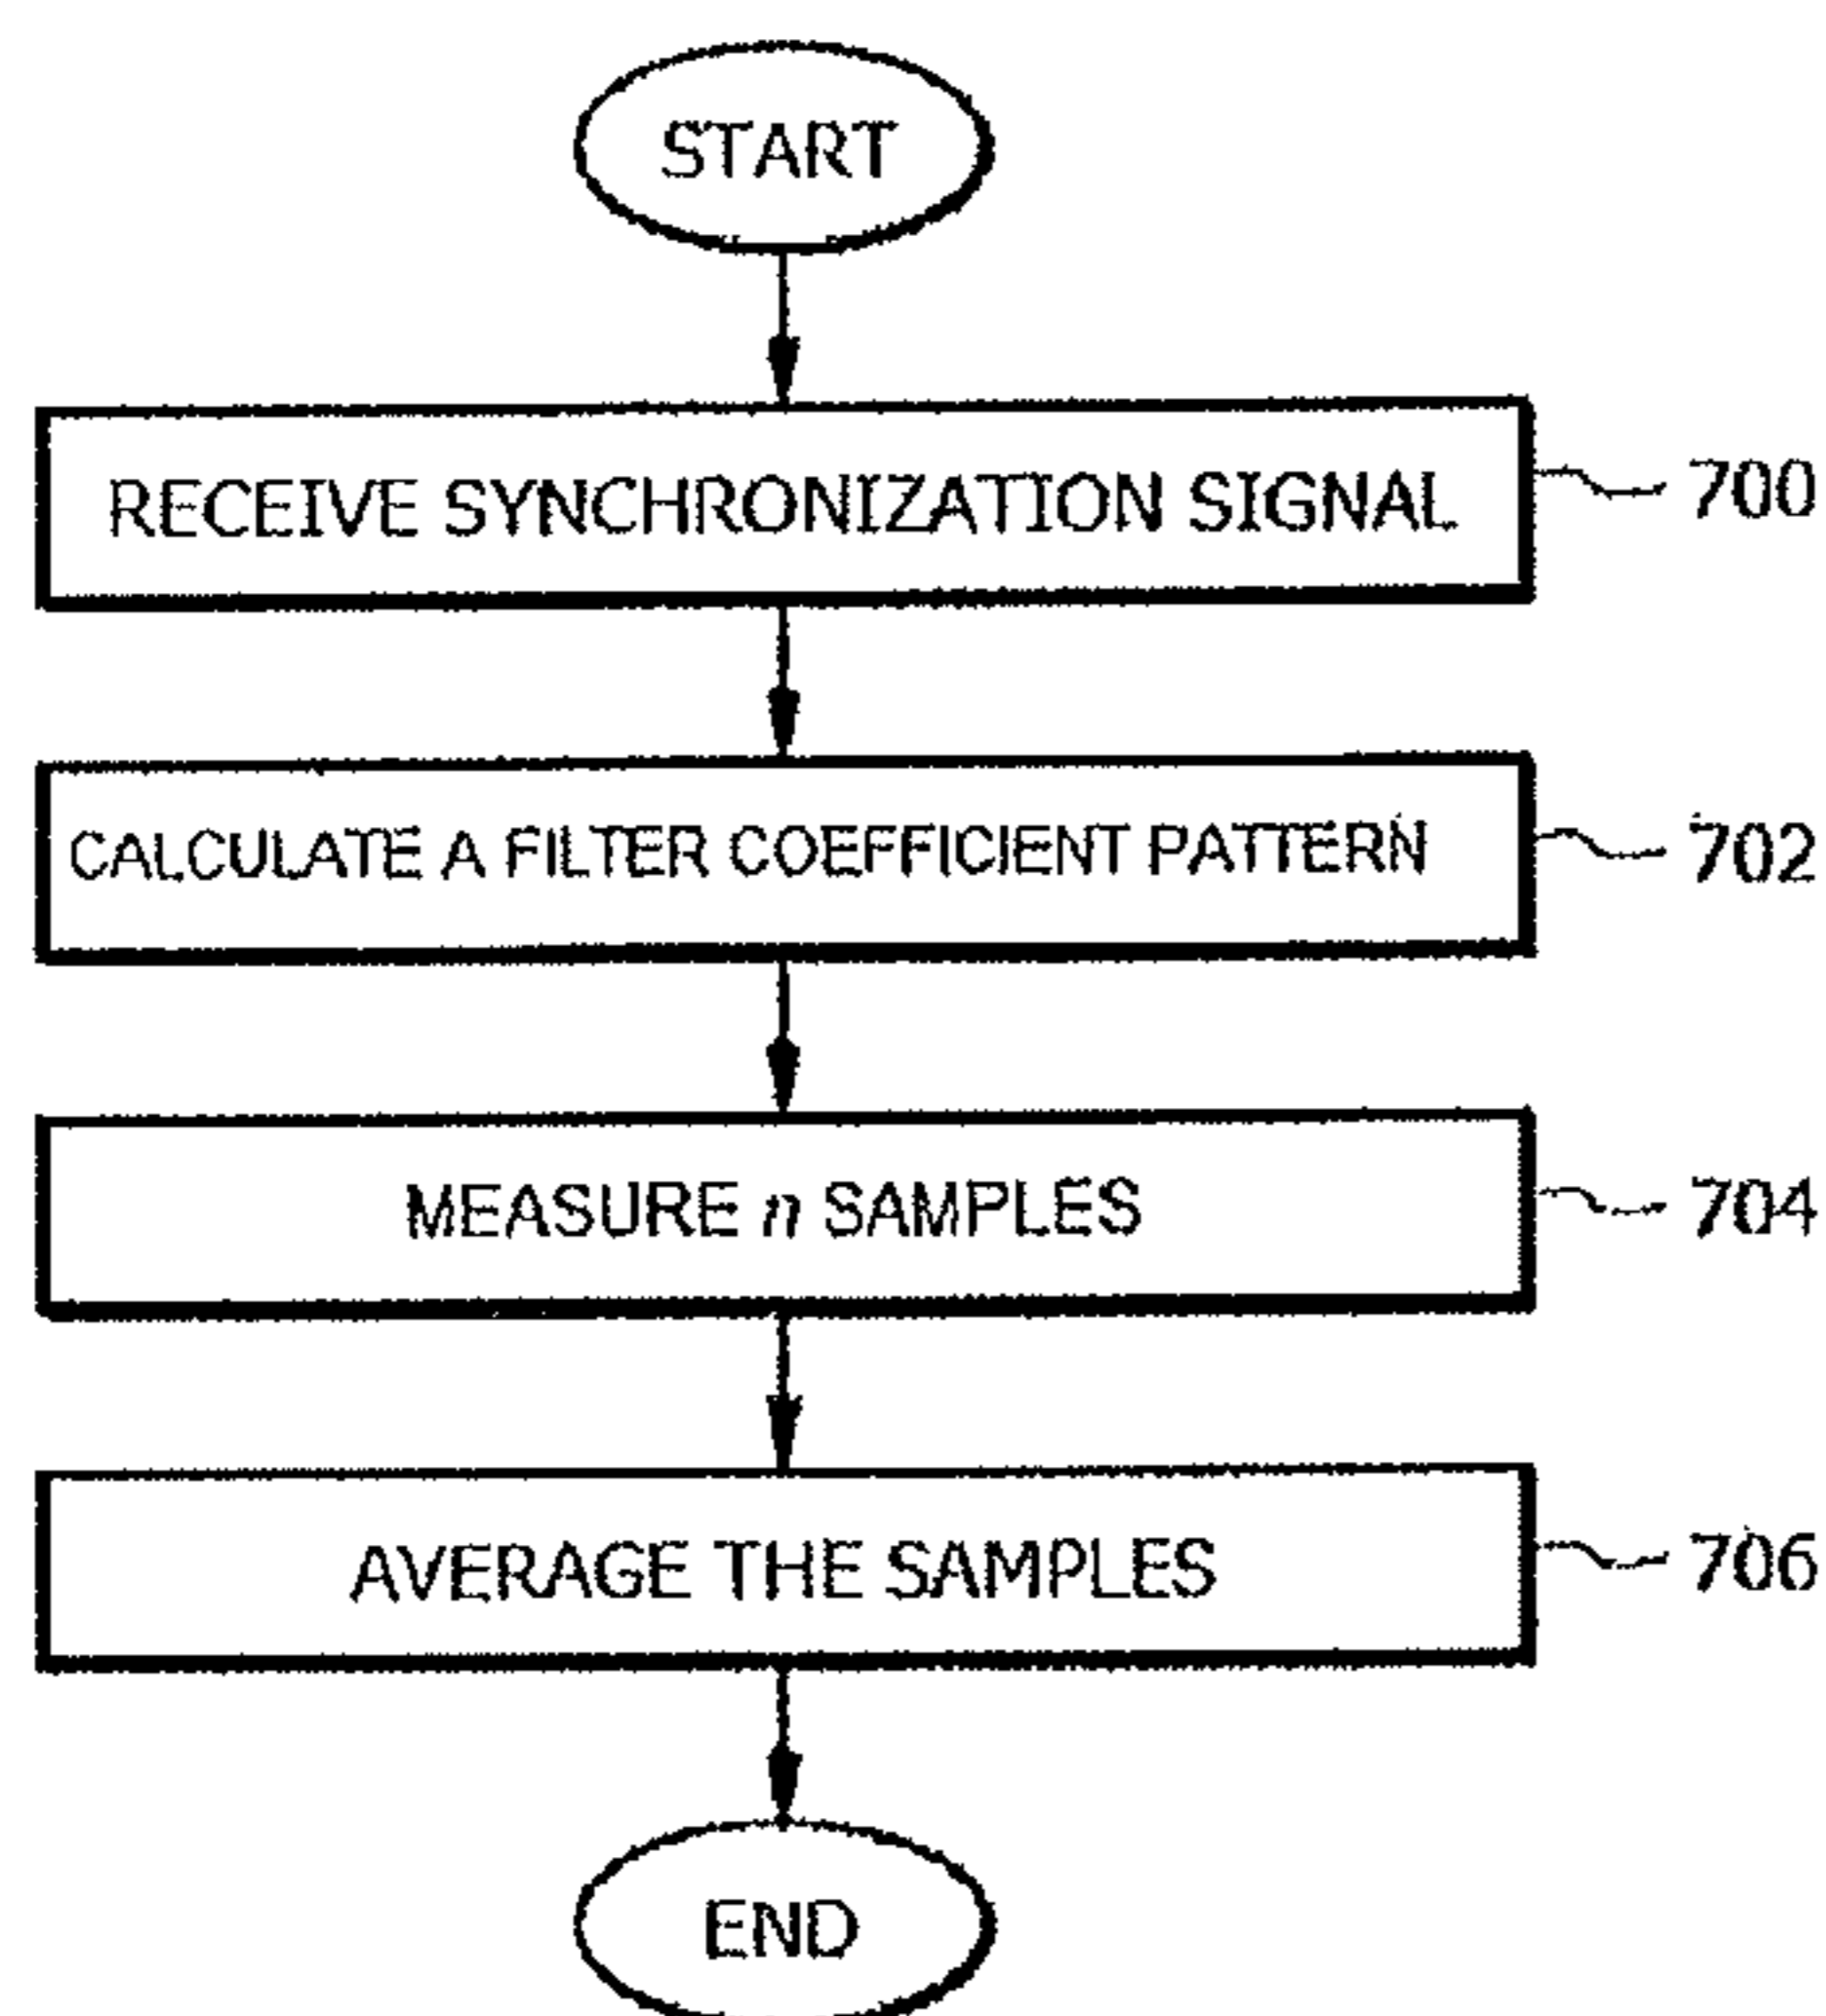 START
RECEIVE SYNCHRONIZATION SIGNAL
700
CALCULATE A FILTER COEFFICIENT PATTERN
702
MEASURE n SAMPLES
704
AVERAGE THE SAMPLES
706
END